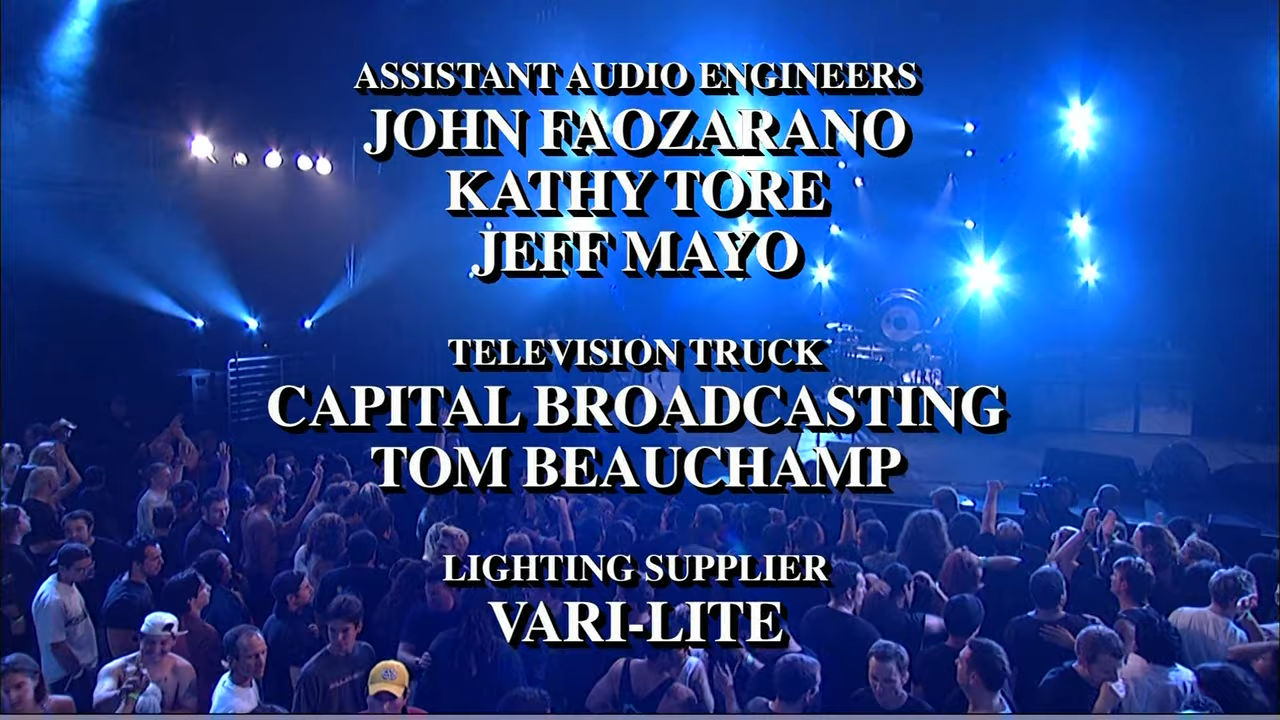 ASSISTANT AUDIO ENGINEERS
JOHN FAOZARANO
KATHY TORE
JEFF MAYO
TELEVISION TRUCK
CAPITAL BROADCASTING
TOM BEAUCHAMP
LIGHTING SUPPLIER
VARI-LITE